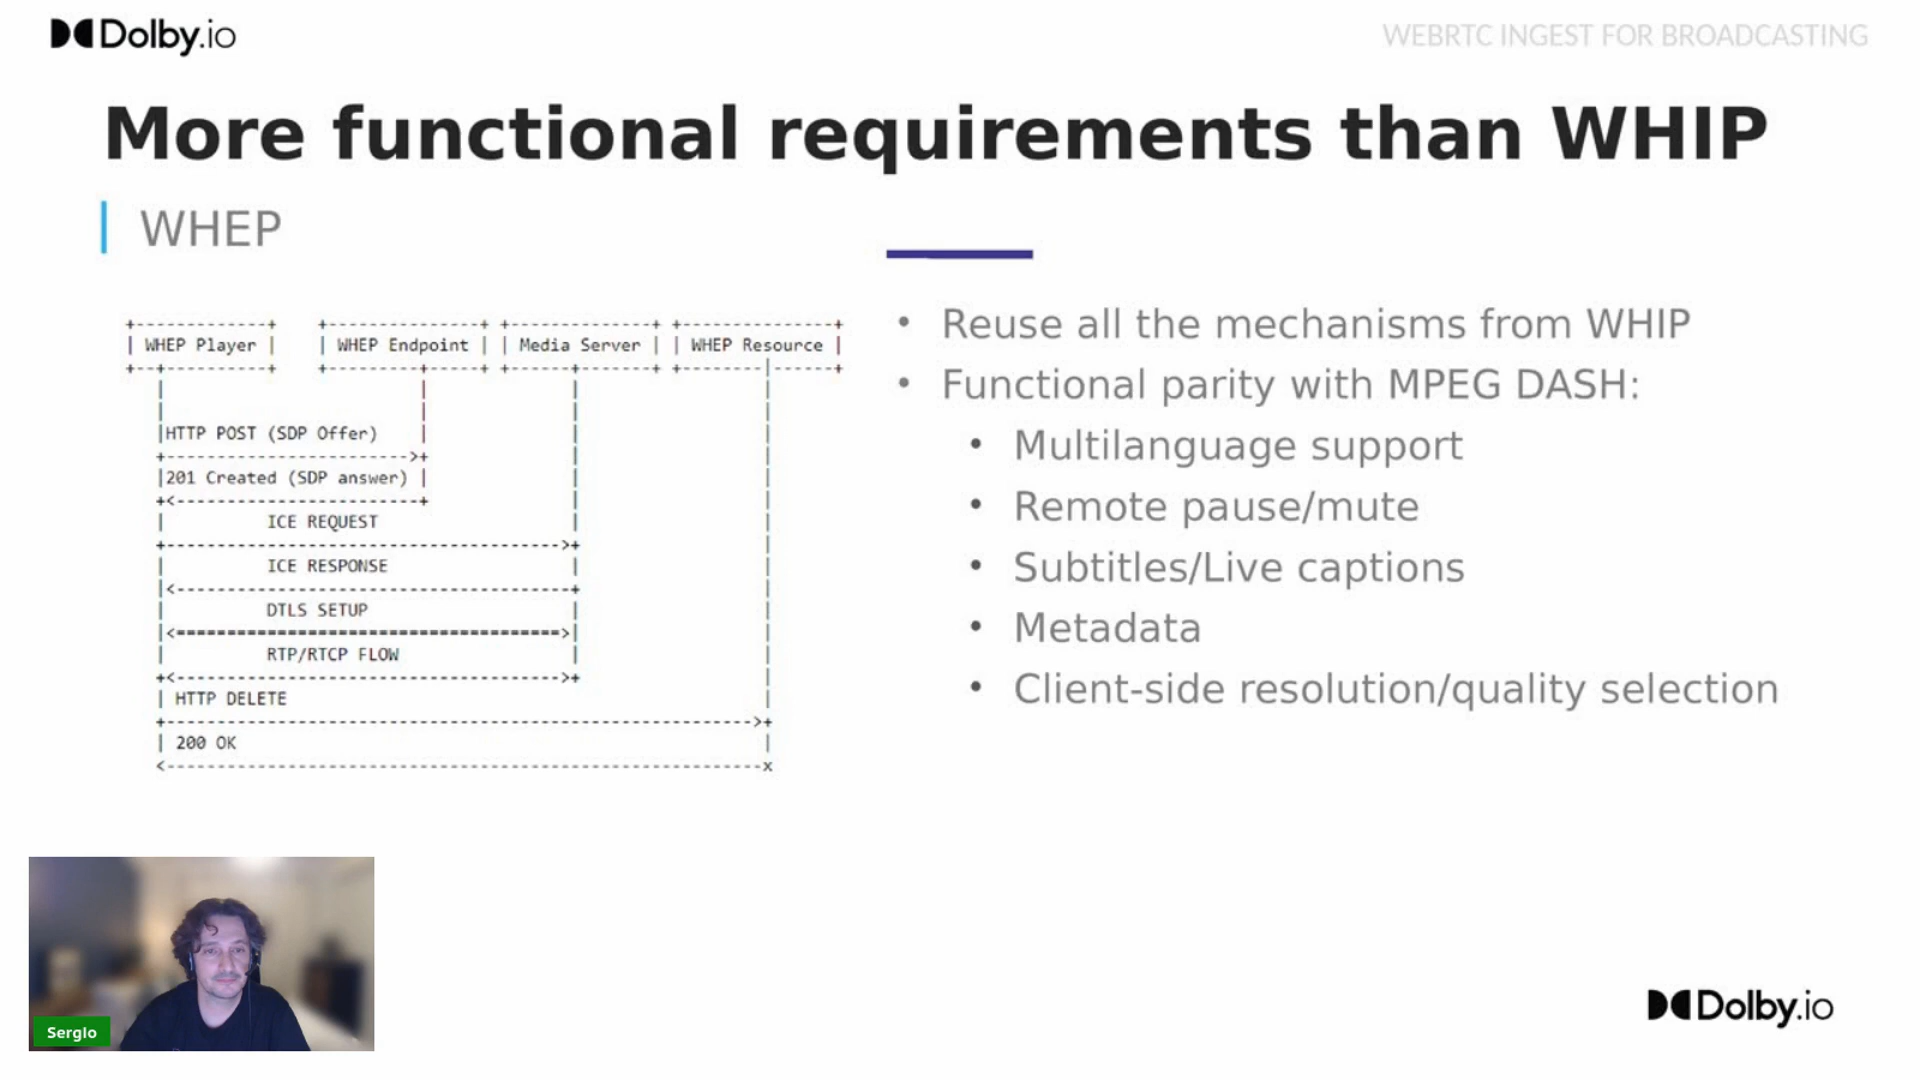 Dolby.io
WEBRTC INGEST FOR BROADCASTING
More functional requirements than WHIP
WHEP
WHEP Player
WHEP Endpoint
Media Server
WHEP Resource
HTTP POST (SDP Offer)
201 Created (SDP answer)
ICE REQUEST
ICE RESPONSE
DTLS SETUP
RTP/RTCP FLOW
HTTP DELETE
200 OK
• Reuse all the mechanisms from WHIP
• Functional parity with MPEG DASH:
• Multilanguage support
• Remote pause/mute
• Subtitles/Live captions
• Metadata
• Client-side resolution/quality selection
Sergio
Dolby.io